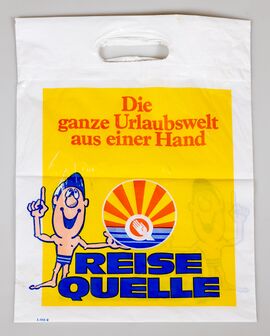 Die
ganze Urlaubswelt
aus einer Hand
REISE
QUELLE